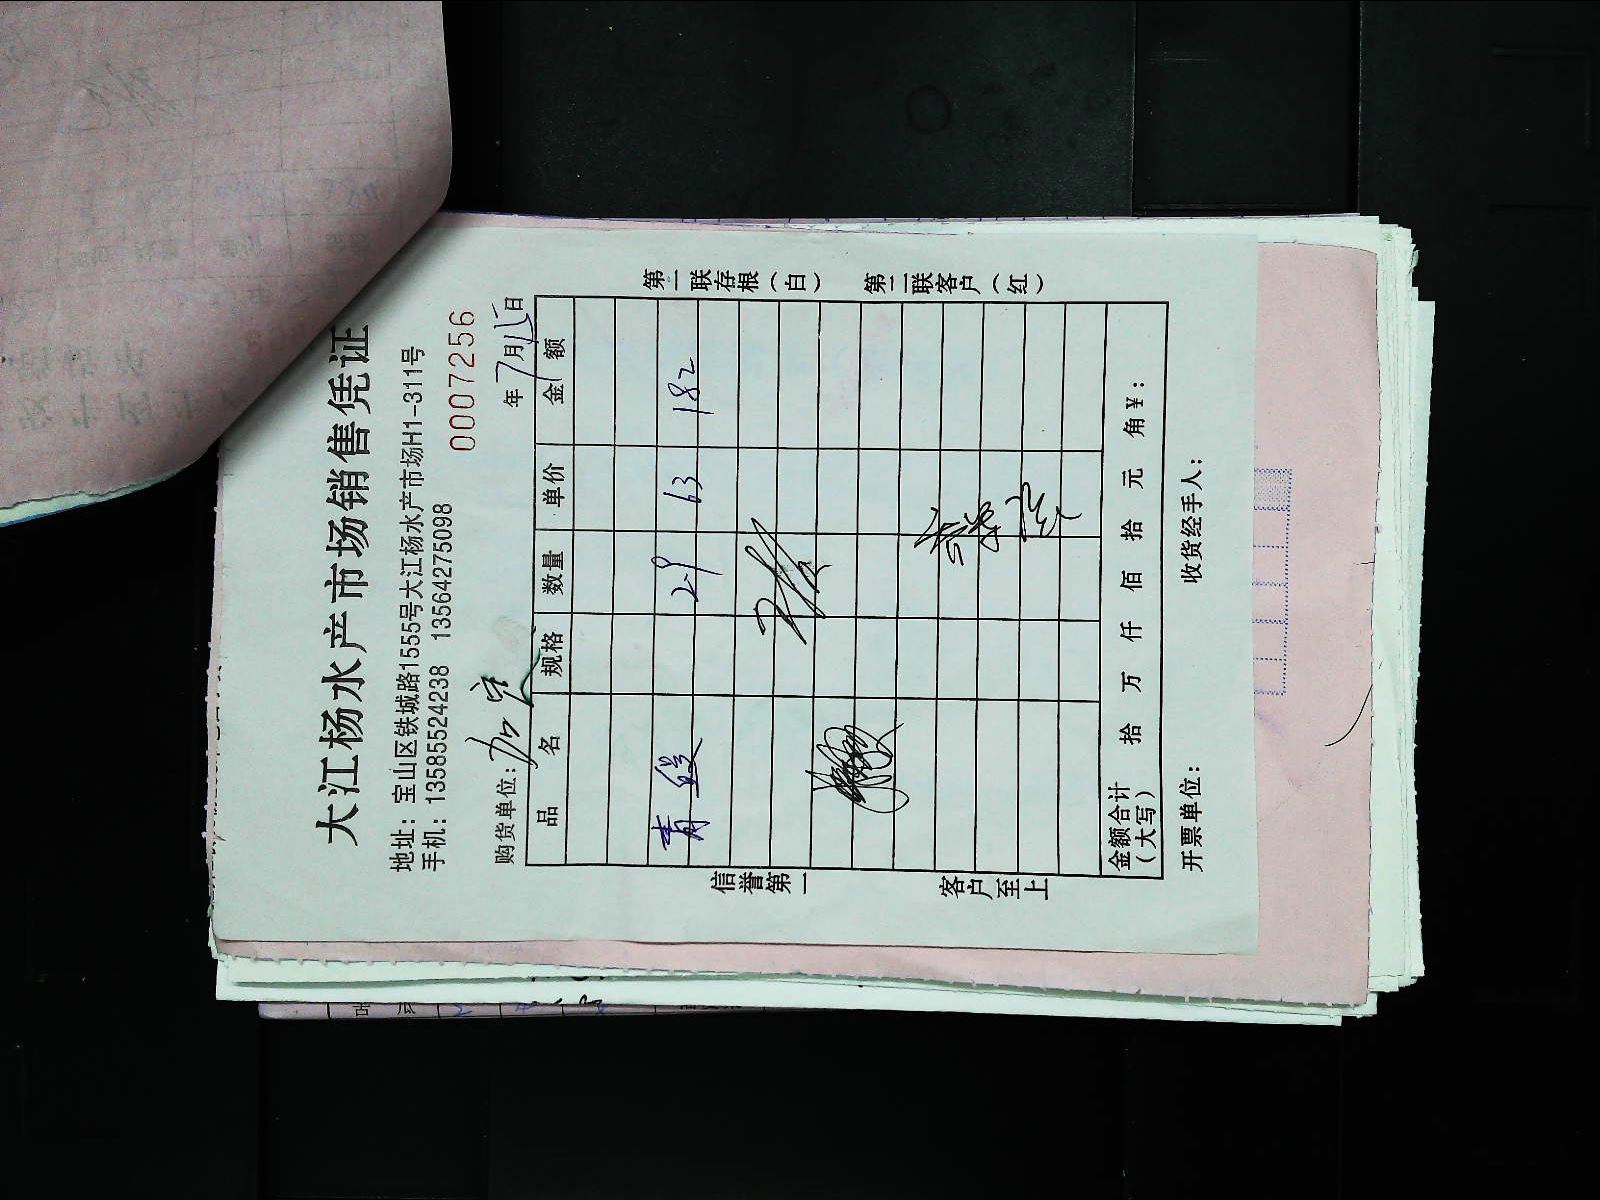 大江杨水产市场销售凭证
地址：宝山区铁城路1555号大江杨水产市场H1-311号
手机：13585524238 13564275098
0007256
购货单位： 年7月15日
品名 规格 数量 单价 金额
青段 29 63 182
金额合计（大写） 拾 万 仟 佰 拾 元 角 ¥：
开票单位： 收货经手人：
信誉第一 客户至上
第一联存根（白） 第二联客户（红）